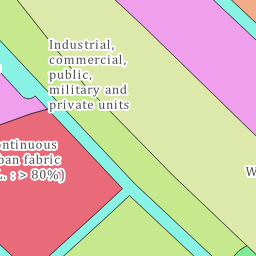 Industrial,
commercial,
public,
military and
private units
ontinuous
ban fabric
. : > 80%)
W